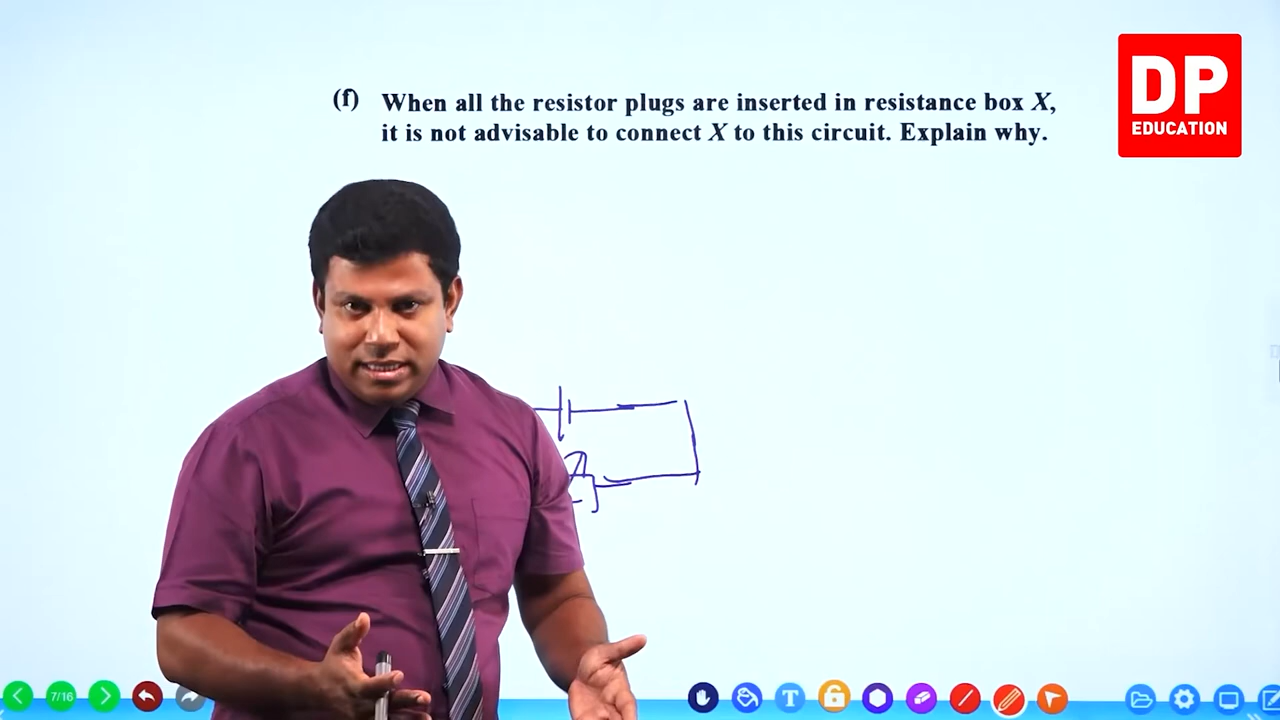 DP
EDUCATION
(f) When all the resistor plugs are inserted in resistance box X,
it is not advisable to connect X to this circuit. Explain why.
7/16
T